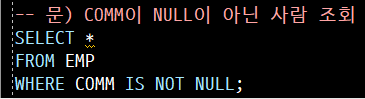 -- 문) COMM이 NULL이 아닌 사람 조회
SELECT *
FROM EMP
WHERE COMM IS NOT NULL;